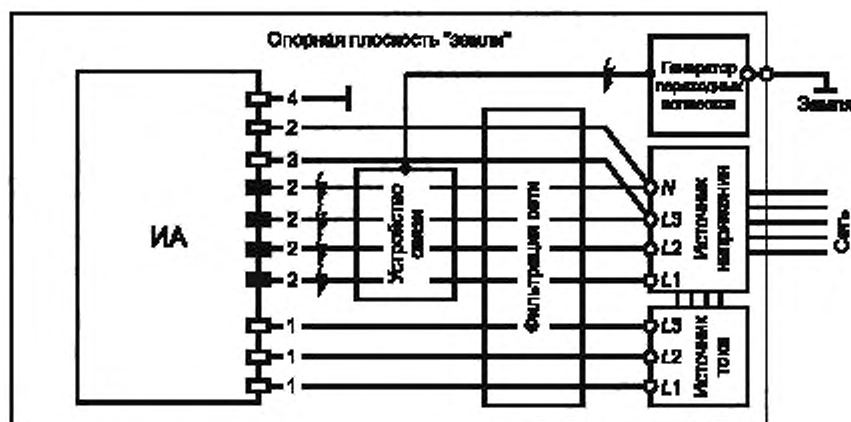 Опорная плоскость "земли"
Генератор
переходных
всплесков
Земля
4
2
3
2
2
2
2
1
1
1
ИА
Устройство
связи
Фильтрация сети
N
L3
L2
L1
Источник
напряжения
Сеть
L3
L2
L1
Источник
тока